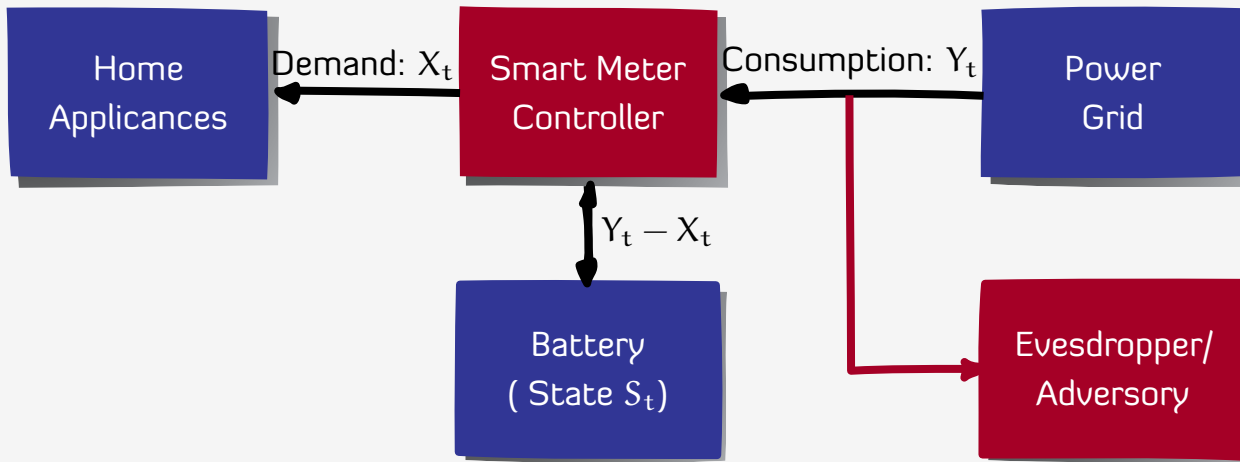 Home
Applicances
Demand: Xt
Smart Meter
Controller
Consumption: Yt
Power
Grid
Yt − Xt
Battery
( State St)
Evesdropper/
Adversory